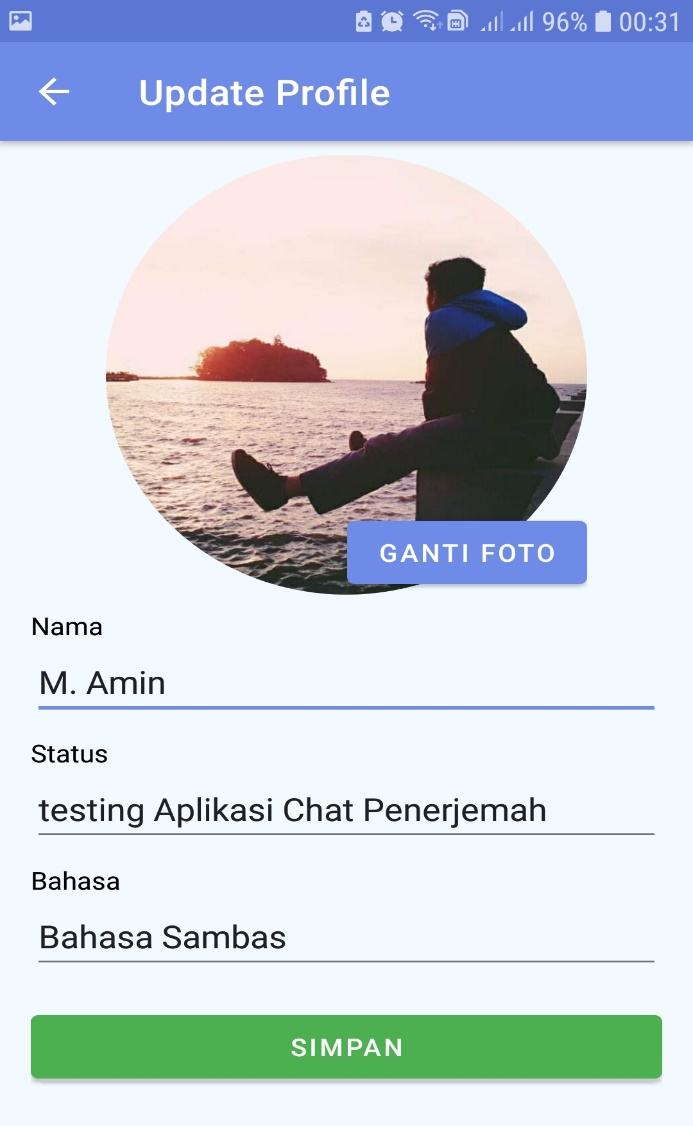 96% 00:31
Update Profile
GANTI FOTO
Nama
M. Amin
Status
testing Aplikasi Chat Penerjemah
Bahasa
Bahasa Sambas
SIMPAN